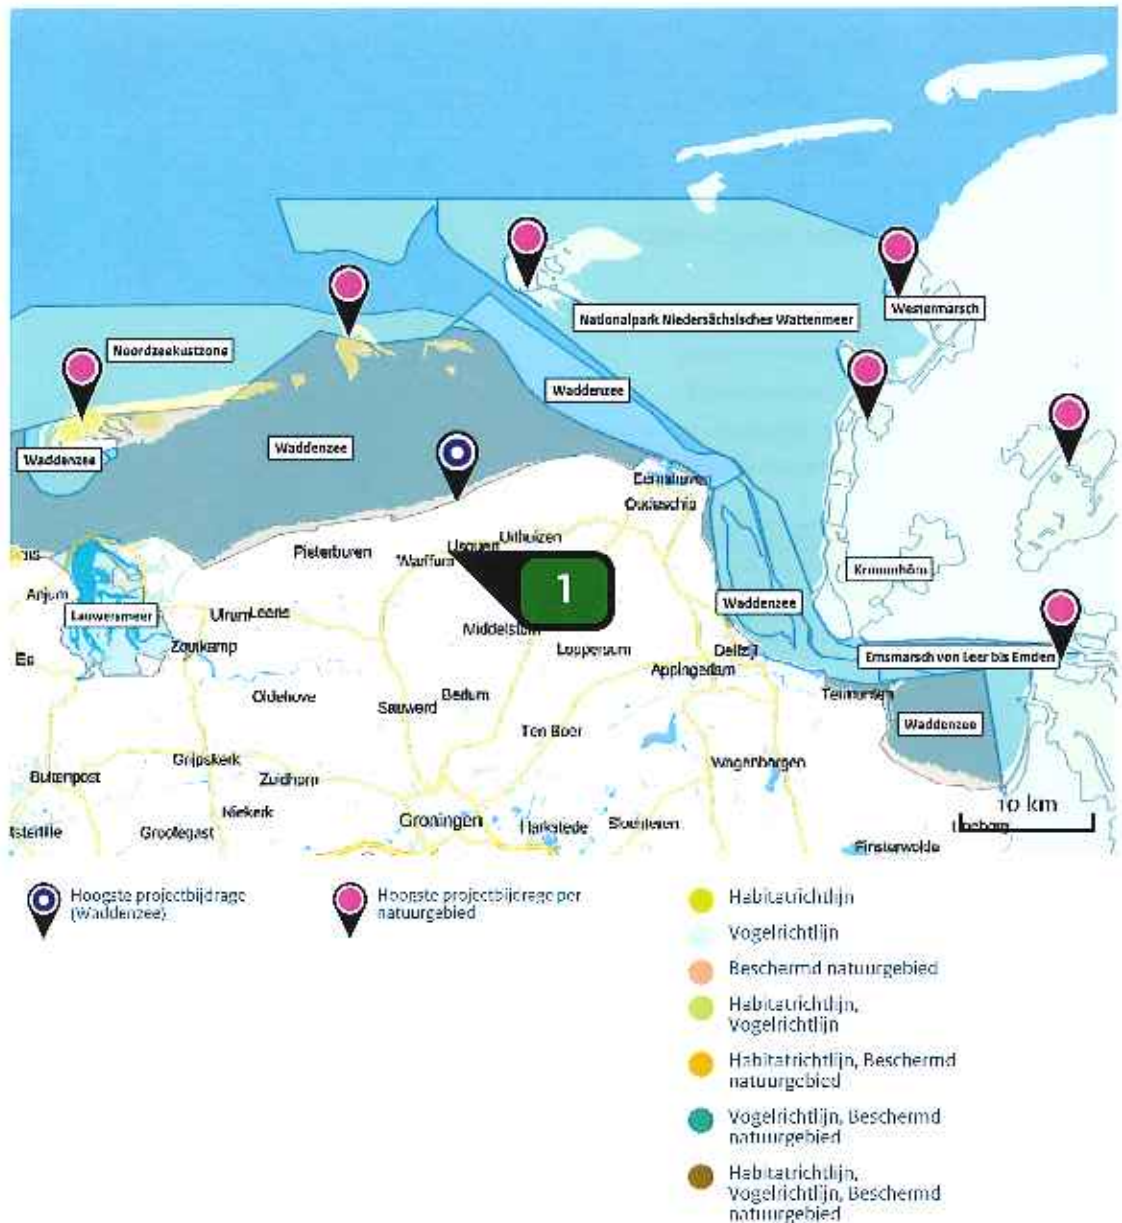 Noordzeekustzone
Nationalpark Niedersächsisches Wattenmeer
Westermarsch
Waddenzee
Waddenzee
Waddenzee
Eemshaven
Oudeschip
Uithuizen
Usquert
Pieterburen
Warffum
Anjum
Lauwersmeer
Ulrum
Leens
1
Krummhörn
Waddenzee
Middelstum
Zoutkamp
Loppersum
Delfzijl
Appingedam
Emsmarsch von Leer bis Emden
Ee
Oldehove
Bedum
Sauwerd
Termunten
Waddenzee
Ten Boer
Grijpskerk
Wagenborgen
Buitenpost
Zuidhorn
Niekerk
10 km
Groningen
Harkstede
Slochteren
Grootegast
Finsterwolde
Hoogste projectbijdrage
(Waddenzee)
Hoogste projectbijdrage per
natuurgebied
Habitatrichtlijn
Vogelrichtlijn
Beschermd natuurgebied
Habitatrichtlijn,
Vogelrichtlijn
Habitatrichtlijn, Beschermd
natuurgebied
Vogelrichtlijn, Beschermd
natuurgebied
Habitatrichtlijn,
Vogelrichtlijn, Beschermd
natuurgebied